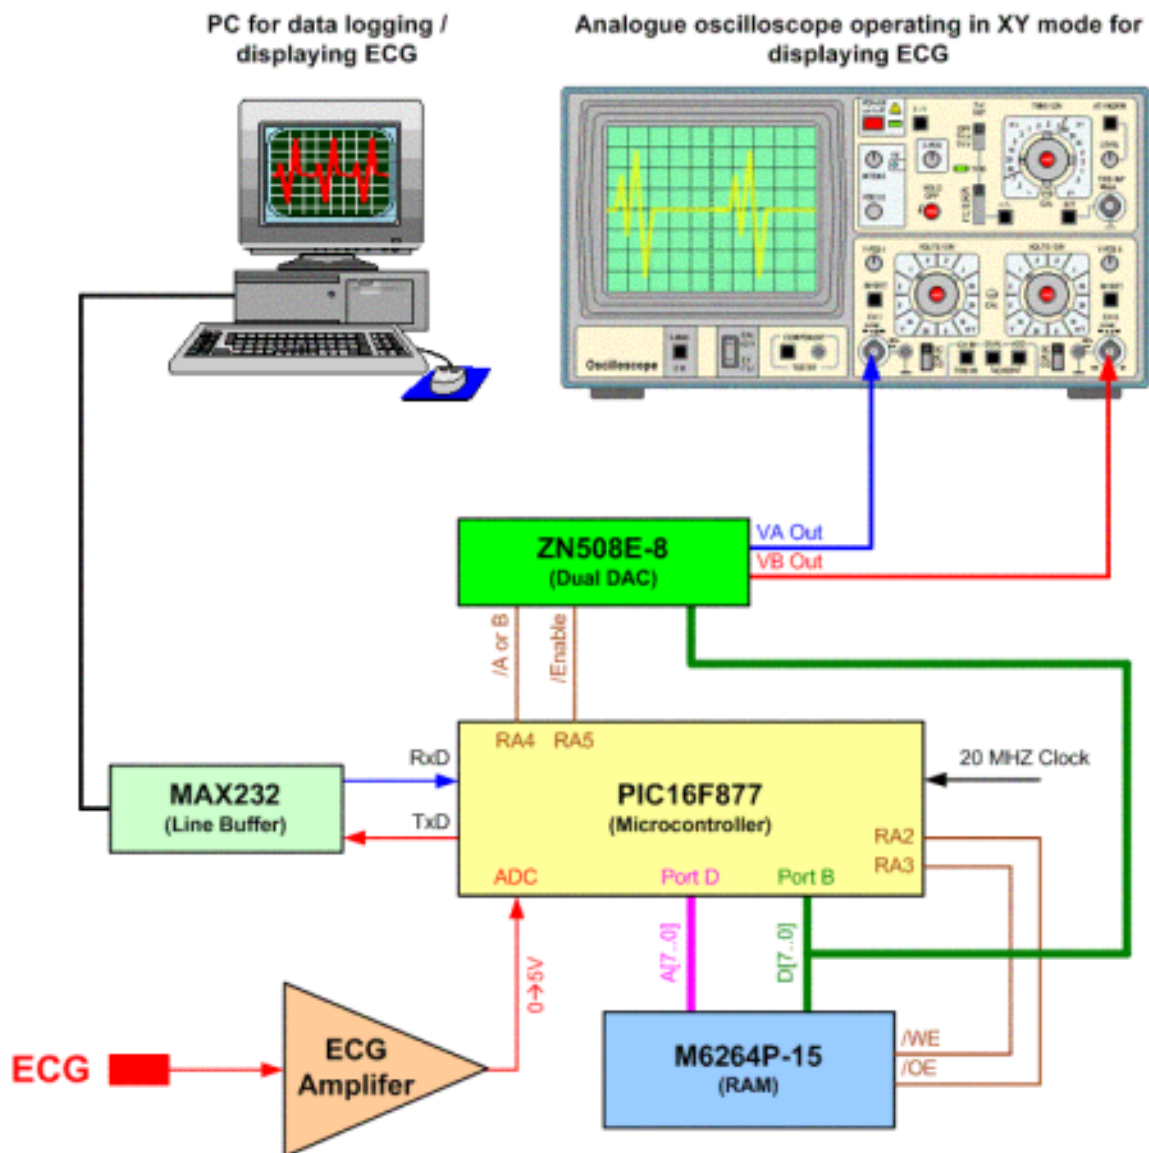 PC for data logging /
displaying ECG
Analogue oscilloscope operating in XY mode for
displaying ECG
Oscilloscope
ZN508E-8
(Dual DAC)
VA Out
VB Out
/A or B
/Enable
RA4
RA5
RxD
TxD
MAX232
(Line Buffer)
PIC16F877
(Microcontroller)
20 MHZ Clock
RA2
RA3
ADC
Port D
Port B
A[7..0]
D[7..0]
0→5V
ECG
ECG
Amplifer
M6264P-15
(RAM)
/WE
/OE